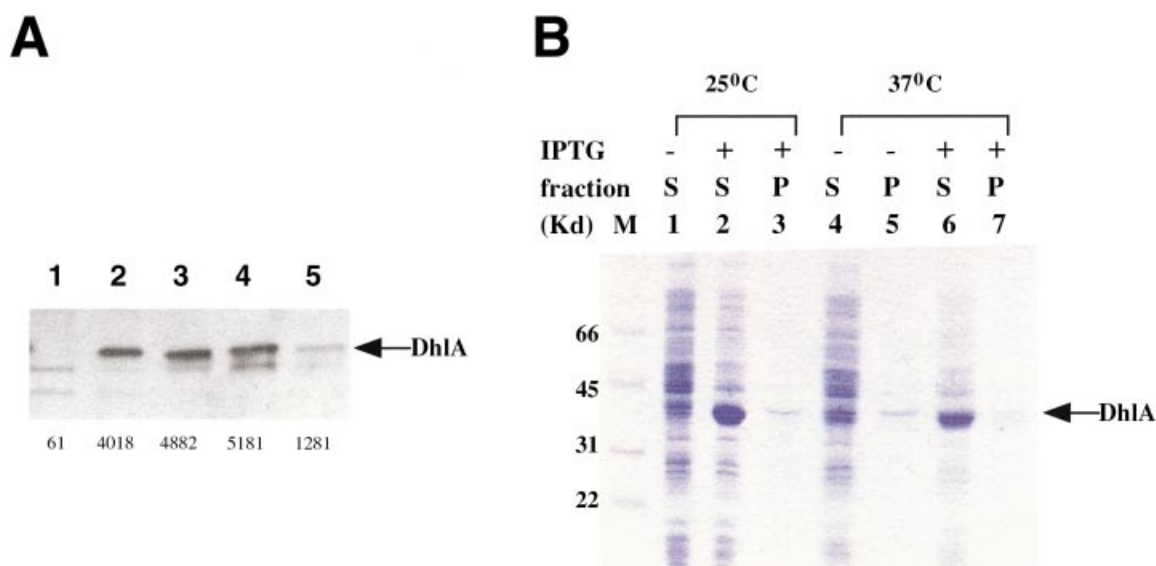 A
1 2 3 4 5
DhlA
61 4018 4882 5181 1281
B
25⁰C 37⁰C
IPTG - + + - - + +
fraction S S P S P S P
(Kd) M 1 2 3 4 5 6 7
66
45
DhlA
31
22